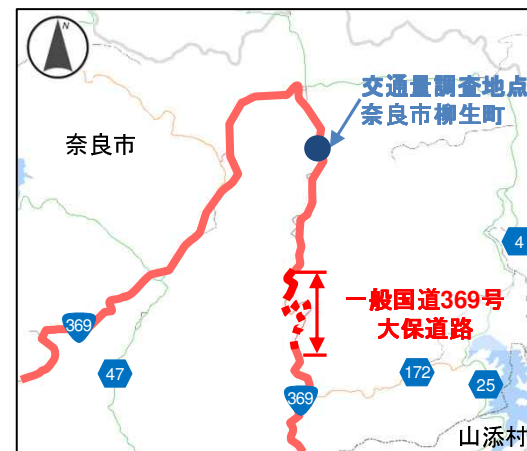 交通量調査地点
奈良市柳生町
奈良市
4
一般国道369号
大保道路
369
47
172
369
25
山添村